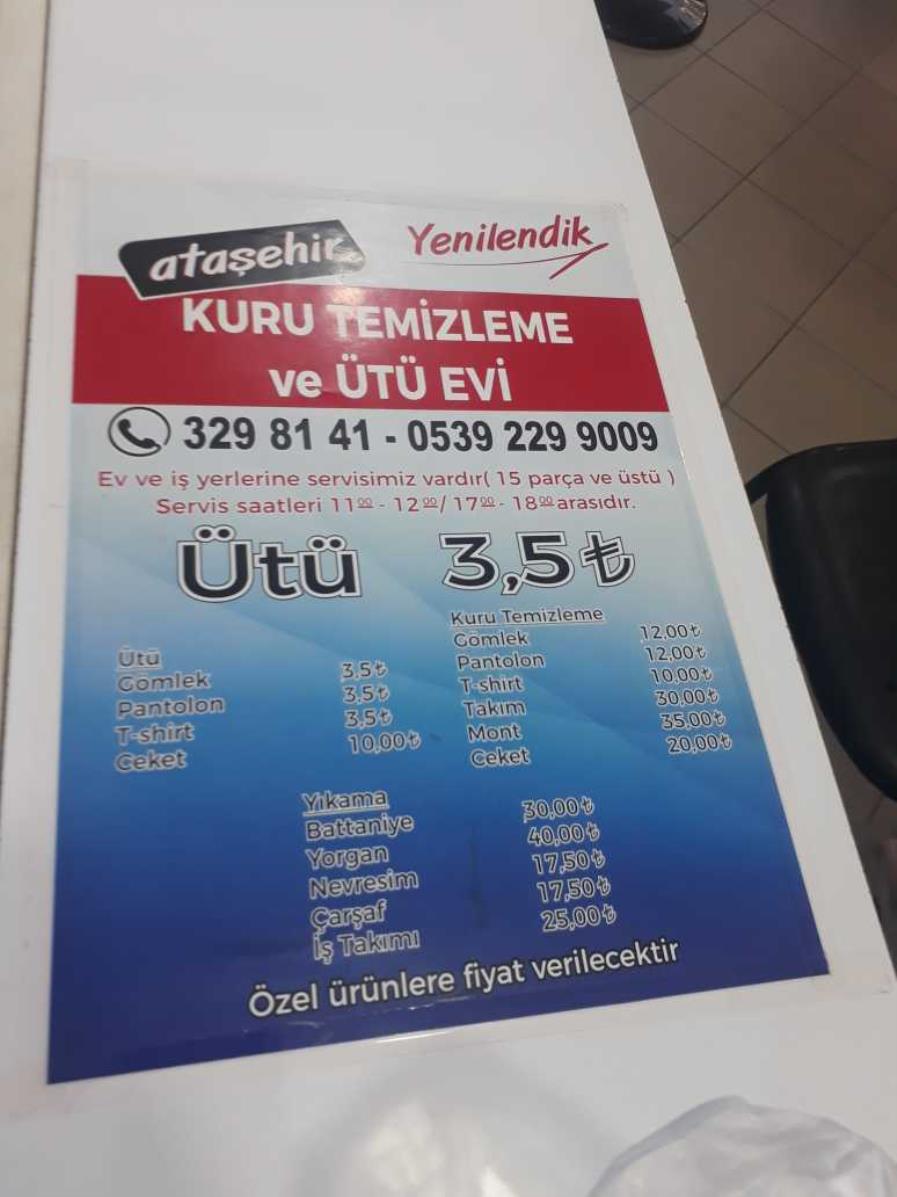 ataşehir
Yenilendik
KURU TEMİZLEME
ve ÜTÜ EVİ
329 81 41 - 0539 229 9009
Ev ve iş yerlerine servisimiz vardır( 15 parça ve üstü )
Servis saatleri 11⁰⁰ - 12⁰⁰/ 17⁰⁰ - 18⁰⁰ arasıdır.
Ütü 3,5₺
Ütü
Gömlek 3,5₺
Pantolon 3,5₺
T-shirt 3,5₺
Ceket 10,00₺
Kuru Temizleme
Gömlek 12,00₺
Pantolon 12,00₺
T-shirt 10,00₺
Takım 30,00₺
Mont 35,00₺
Ceket 20,00₺
Yıkama
Battaniye 30,00₺
Yorgan 40,00₺
Nevresim 17,50₺
Çarşaf 17,50₺
İş Takımı 25,00₺
Özel ürünlere fiyat verilecektir